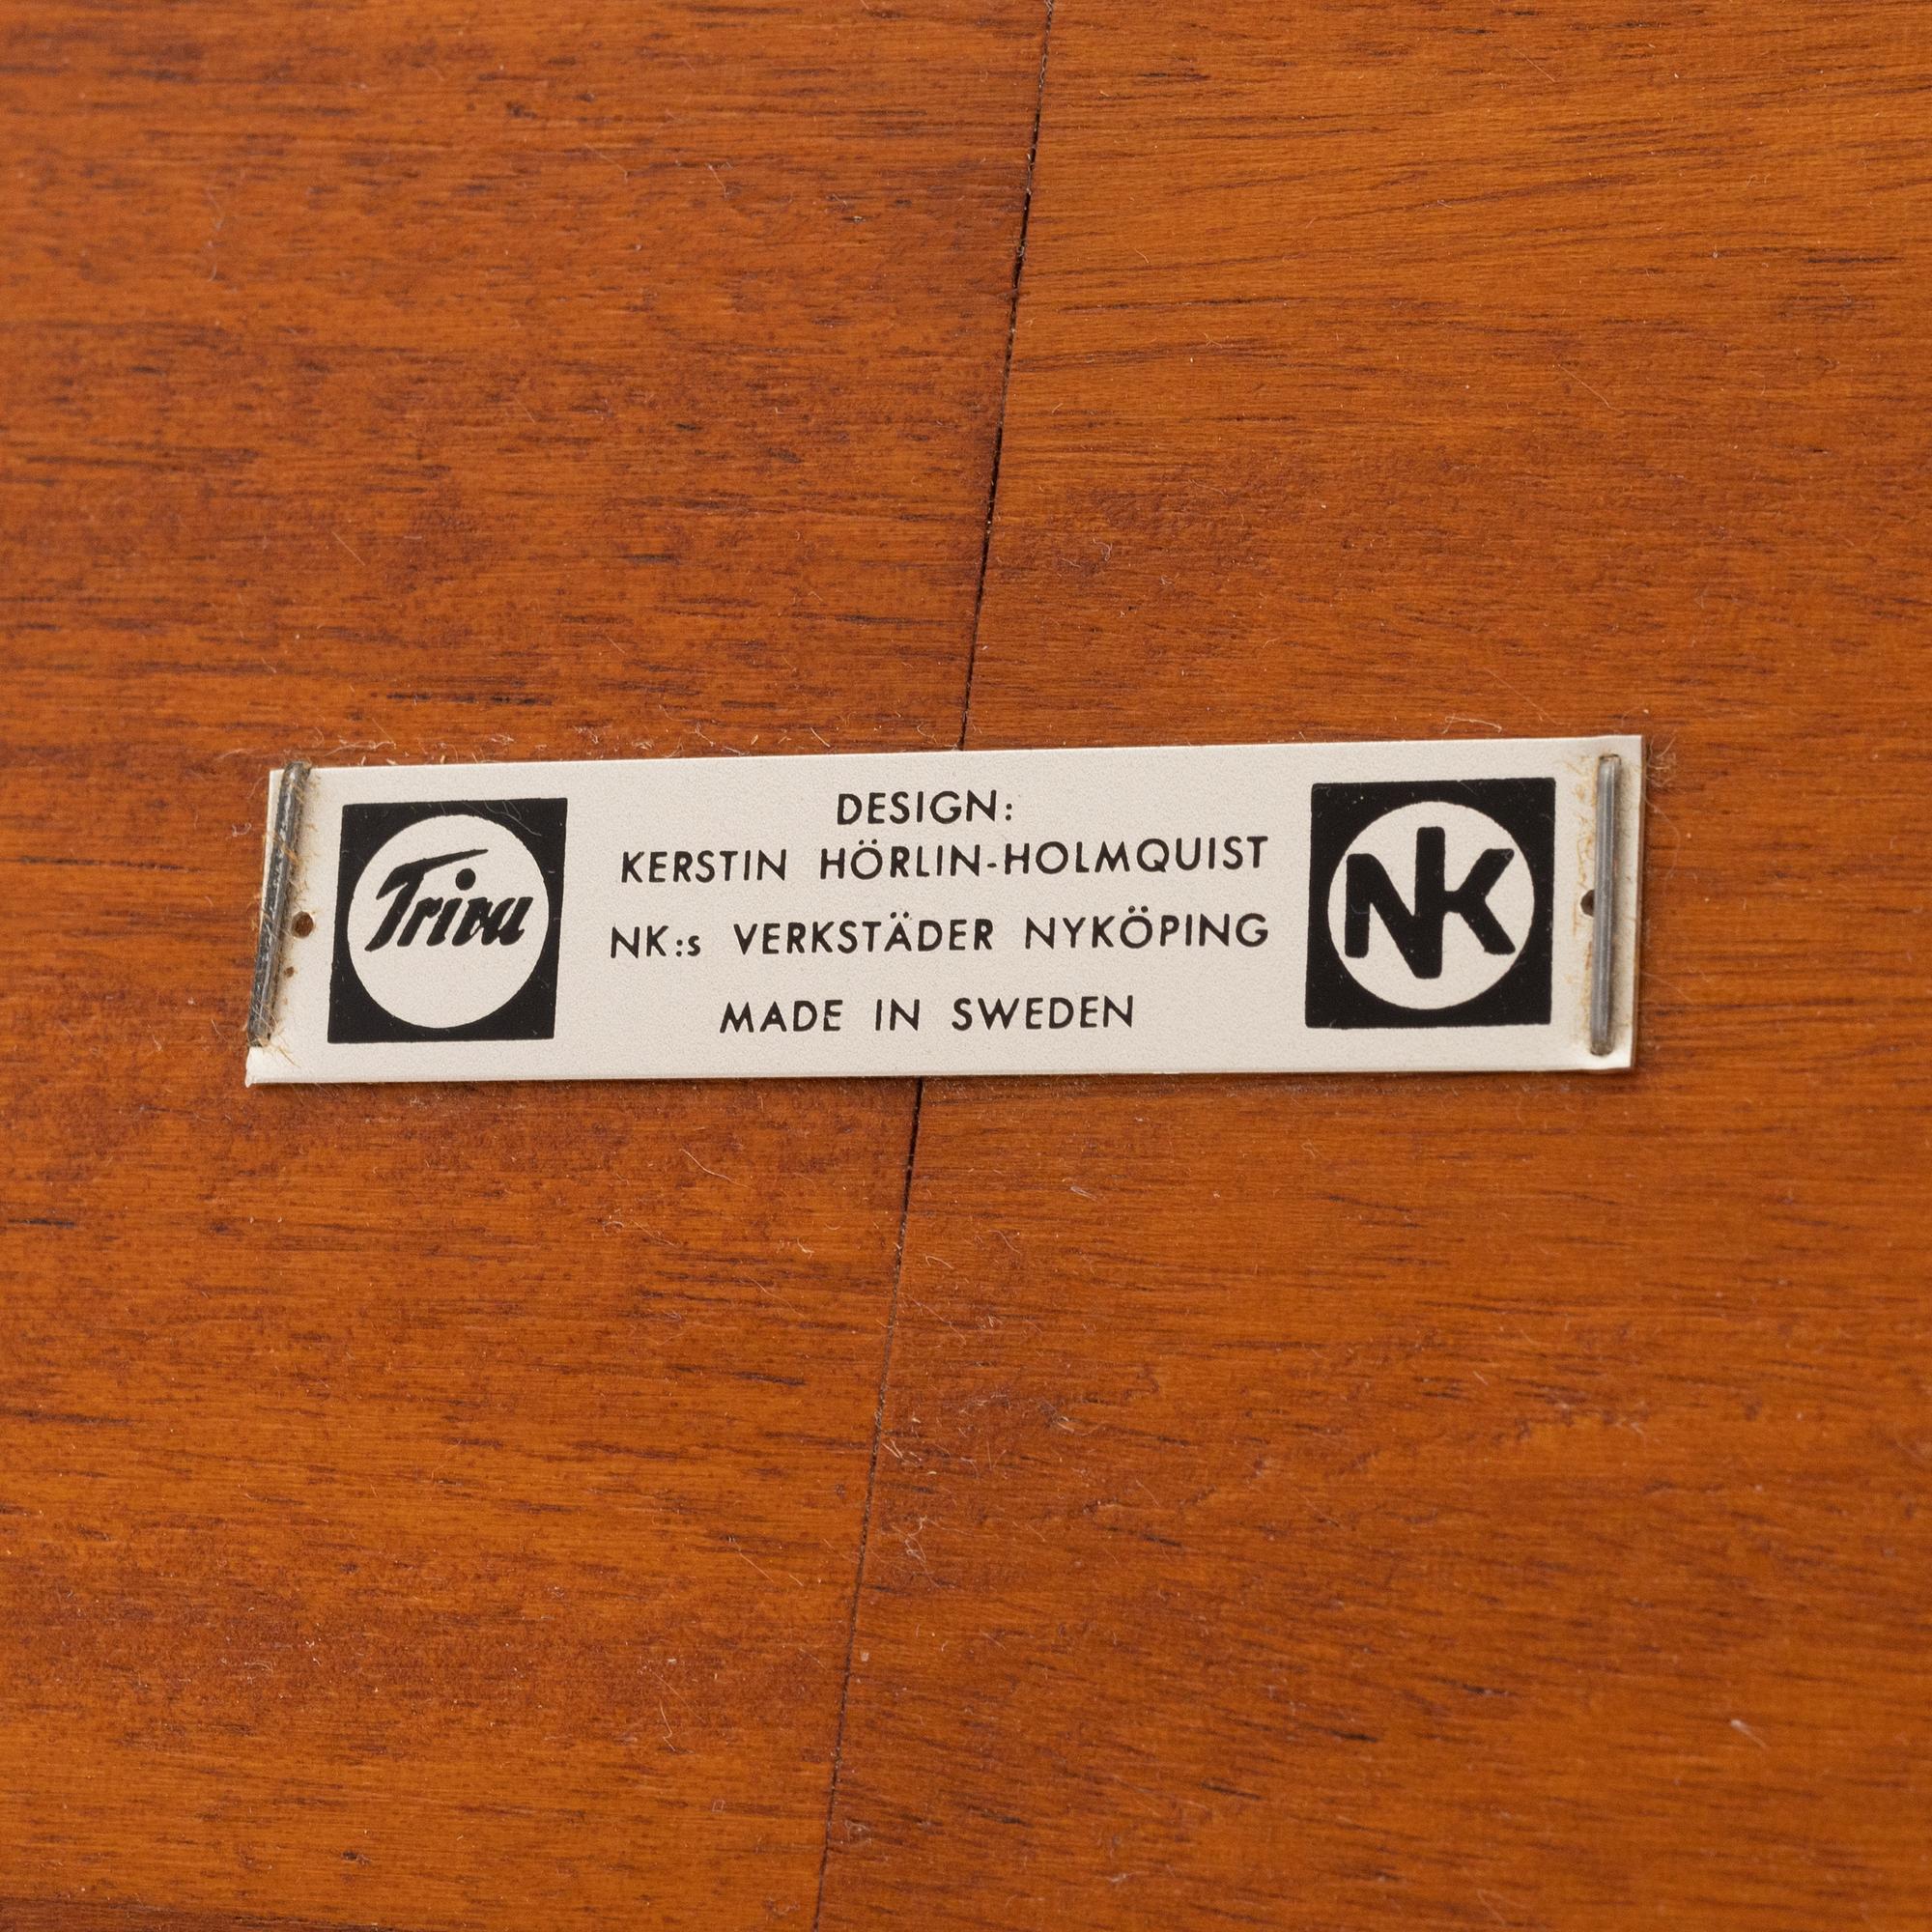 Triva
DESIGN:
KERSTIN HÖRLIN-HOLMQUIST
NK:s VERKSTÄDER NYKÖPING
MADE IN SWEDEN
NK